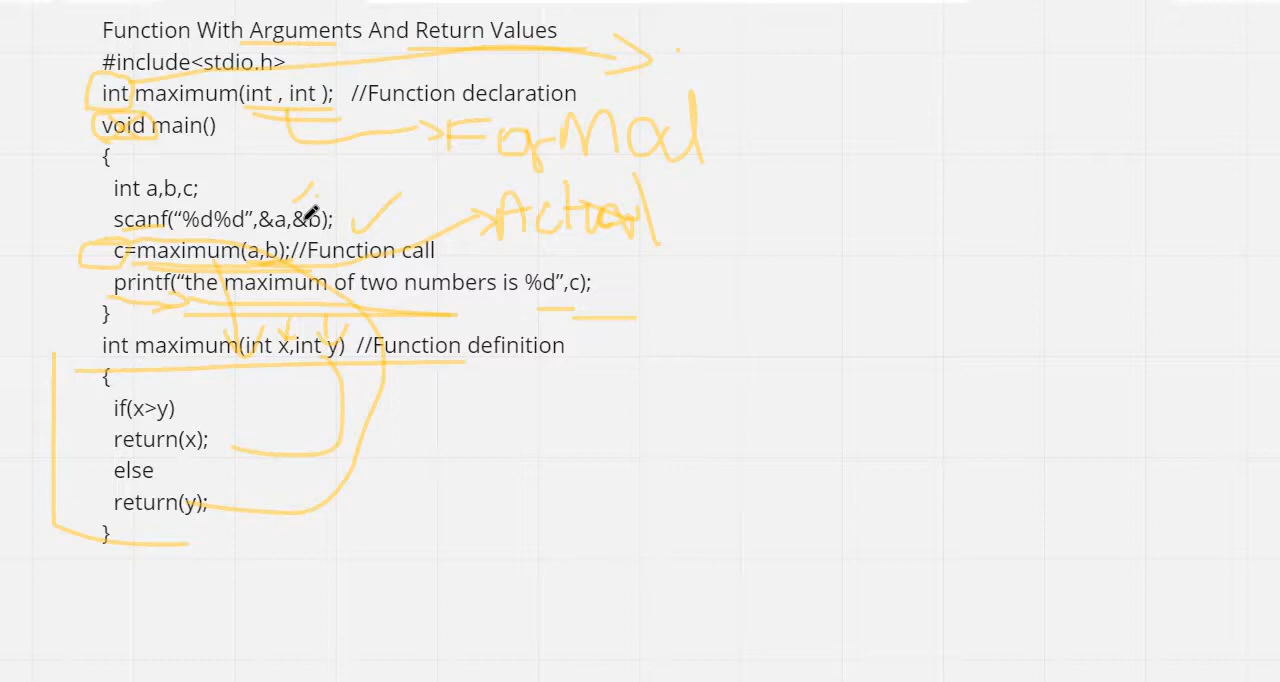 Function With Arguments And Return Values
#include<stdio.h>
int maximum(int , int ); //Function declaration
void main()
Formal
{
int a,b,c;
scanf(“%d%d”,&a,&b);
Actual
c=maximum(a,b);//Function call
printf(“the maximum of two numbers is %d”,c);
}
int maximum(int x,int y) //Function definition
{
if(x>y)
return(x);
else
return(y);
}